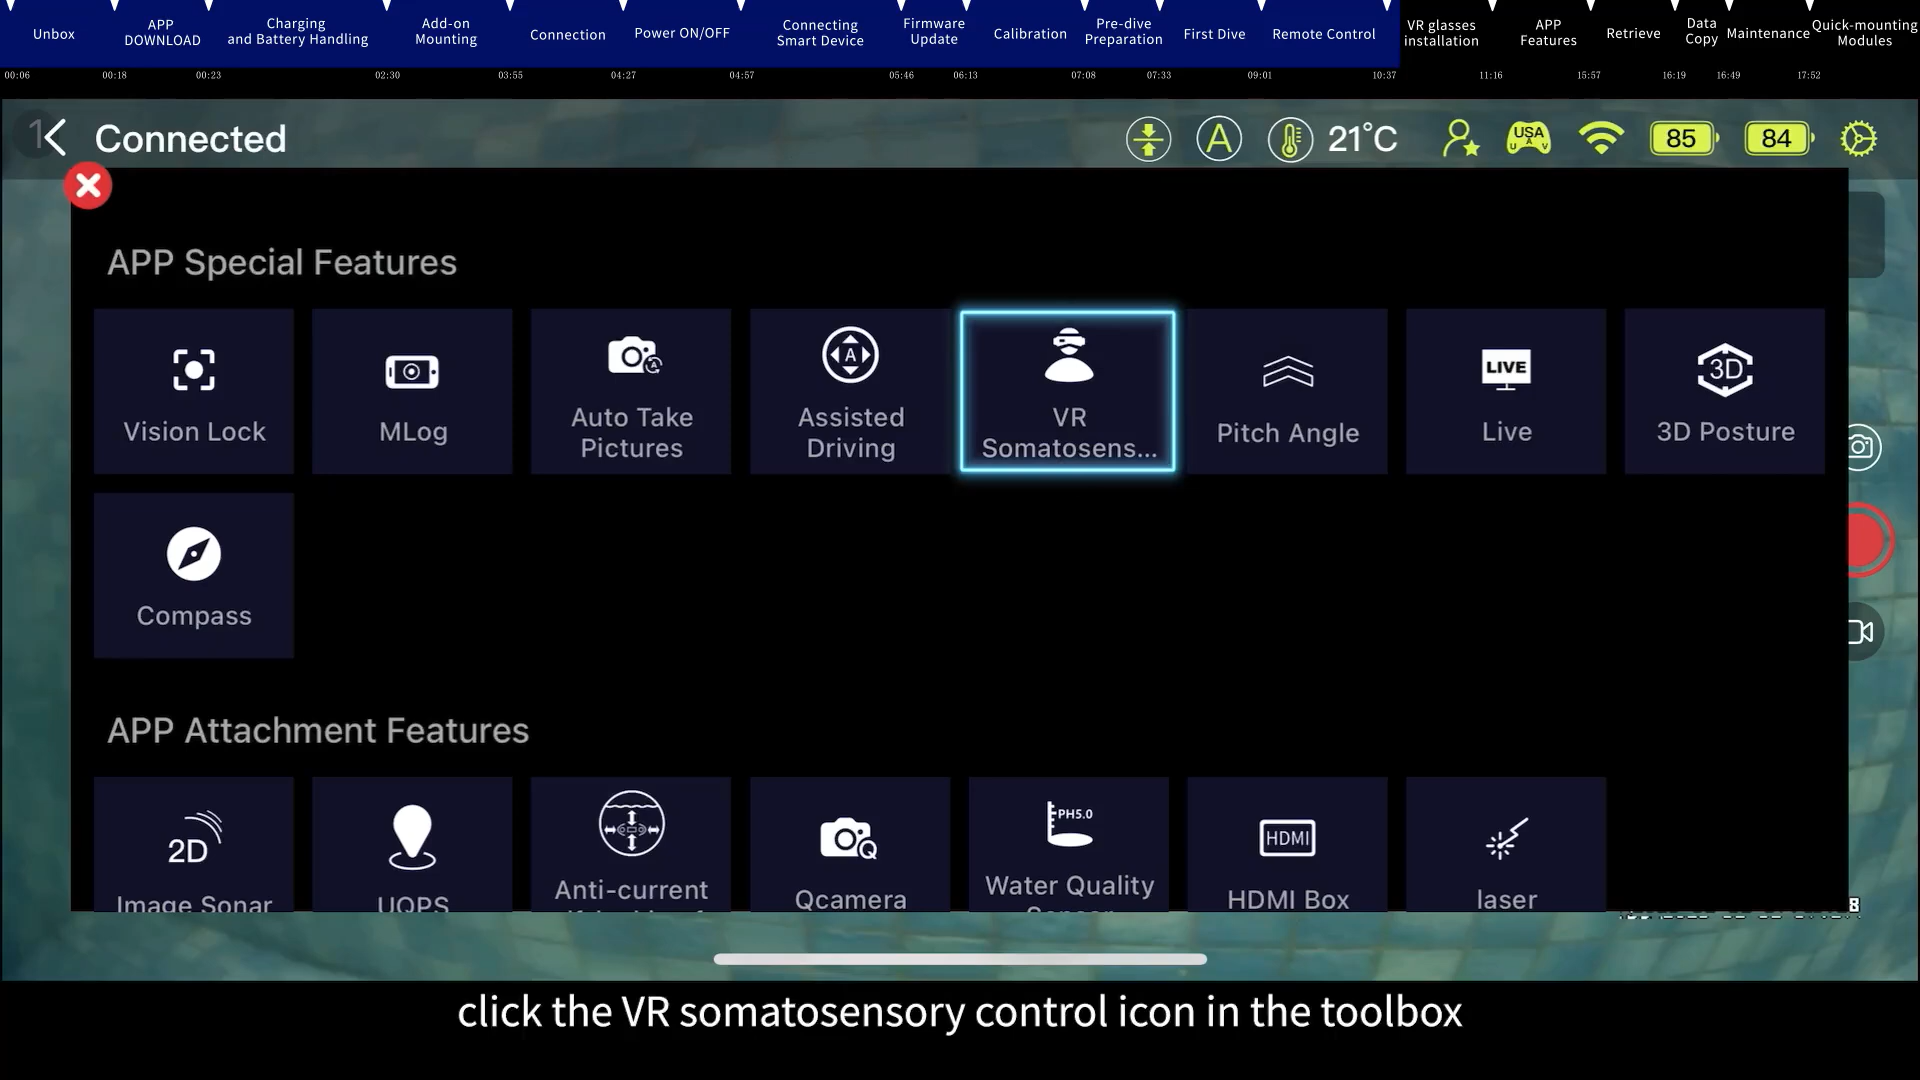 Unbox
APP
DOWNLOAD
Charging
and Battery Handling
Add-on
Mounting
Connection
Power ON/OFF
Connecting
Smart Device
Firmware
Update
Calibration
Pre-dive
Preparation
First Dive
Remote Control
VR glasses
installation
APP
Features
Retrieve
Data
Copy
Maintenance
Quick-mounting
Modules
00:06 00:18 00:23 02:30 03:55 04:27 04:57 05:46 06:13 07:08 07:33 09:01 10:37 11:16 15:57 16:19 16:49 17:52
Connected
A
21°C
USA
U A V
85
84
APP Special Features
Vision Lock
MLog
Auto Take
Pictures
A
Assisted
Driving
VR
Somatosens...
Pitch Angle
LIVE
Live
3D
3D Posture
Compass
APP Attachment Features
2D
Image Sonar
UQPS
Anti-current
Qcamera
PH5.0
Water Quality
Sensor
HDMI
HDMI Box
laser
click the VR somatosensory control icon in the toolbox